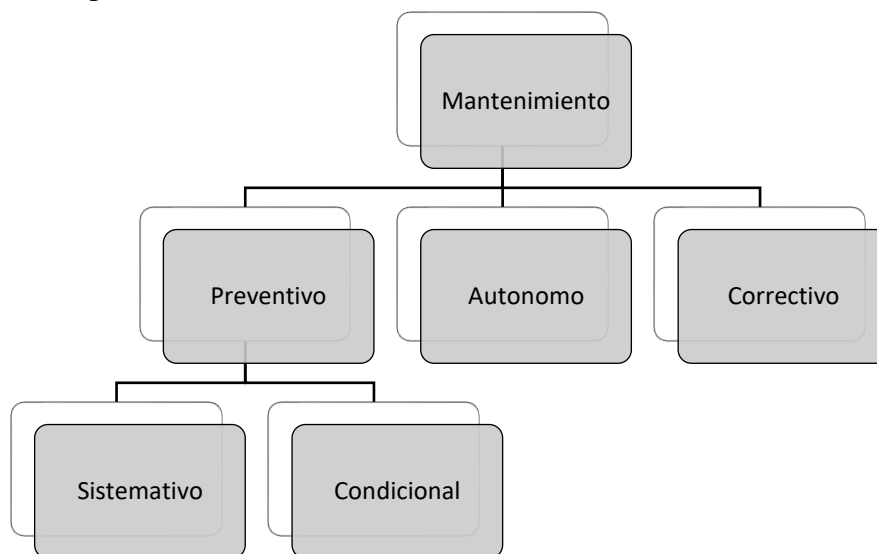 Mantenimiento
Preventivo
Autonomo
Correctivo
Sistemativo
Condicional